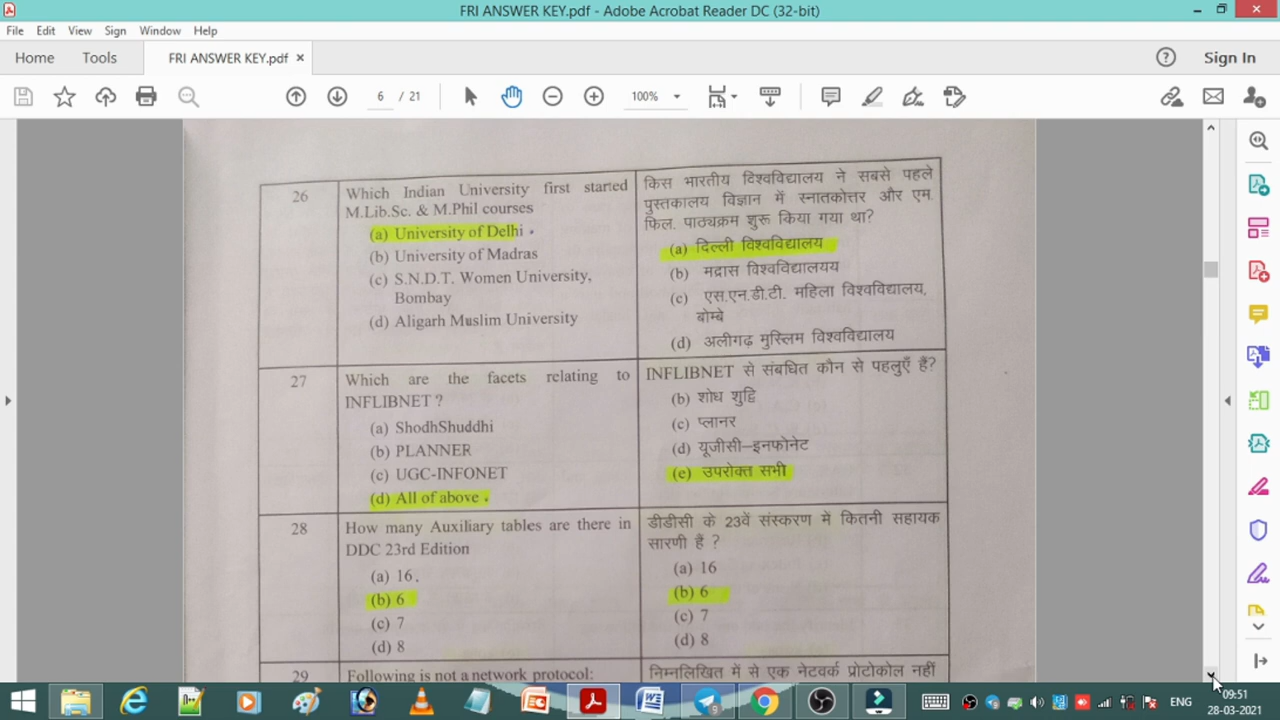 FRI ANSWER KEY.pdf - Adobe Acrobat Reader DC (32-bit)
File Edit View Sign Window Help
Home Tools FRI ANSWER KEY.pdf × Sign In
6 / 21 100%
26
Which Indian University first started
M.Lib.Sc. & M.Phil courses
(a) University of Delhi
(b) University of Madras
(c) S.N.D.T. Women University,
Bombay
(d) Aligarh Muslim University
किस भारतीय विश्वविद्यालय ने सबसे पहले
पुस्तकालय विज्ञान में स्नातकोत्तर और एम.
फिल. पाठ्यक्रम शुरू किया गया था?
(a) दिल्ली विश्वविद्यालय
(b) मद्रास विश्वविद्यालयय
(c) एस.एन.डी.टी. महिला विश्वविद्यालय,
बोम्बे
(d) अलीगढ़ मुस्लिम विश्वविद्यालय
27
Which are the facets relating to
INFLIBNET ?
(a) ShodhShuddhi
(b) PLANNER
(c) UGC-INFONET
(d) All of above
INFLIBNET से संबधित कौन से पहलुएँ हैं?
(b) शोध शुद्वि
(c) प्लानर
(d) यूजीसी–इनफोनेट
(e) उपरोक्त सभी
28
How many Auxiliary tables are there in
DDC 23rd Edition
(a) 16.
(b) 6
(c) 7
(d) 8
डीडीसी के 23वें संस्करण में कितनी सहायक
सारणी हैं ?
(a) 16
(b) 6
(c) 7
(d) 8
29
Following is not a network protocol:
निम्नलिखित में से एक नेटवर्क प्रोटोकोल नहीं
ENG
09:51
28-03-2021